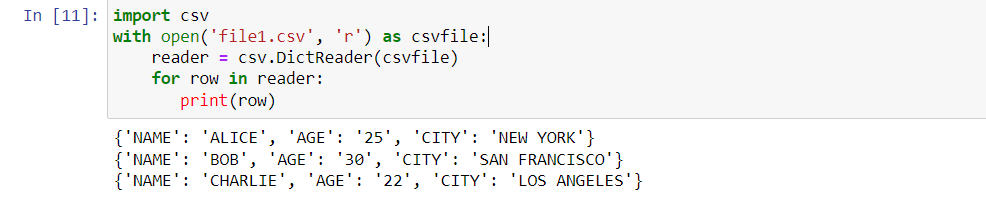 In [11]: import csv
with open('file1.csv', 'r') as csvfile:
    reader = csv.DictReader(csvfile)
    for row in reader:
       print(row)
{'NAME': 'ALICE', 'AGE': '25', 'CITY': 'NEW YORK'}
{'NAME': 'BOB', 'AGE': '30', 'CITY': 'SAN FRANCISCO'}
{'NAME': 'CHARLIE', 'AGE': '22', 'CITY': 'LOS ANGELES'}